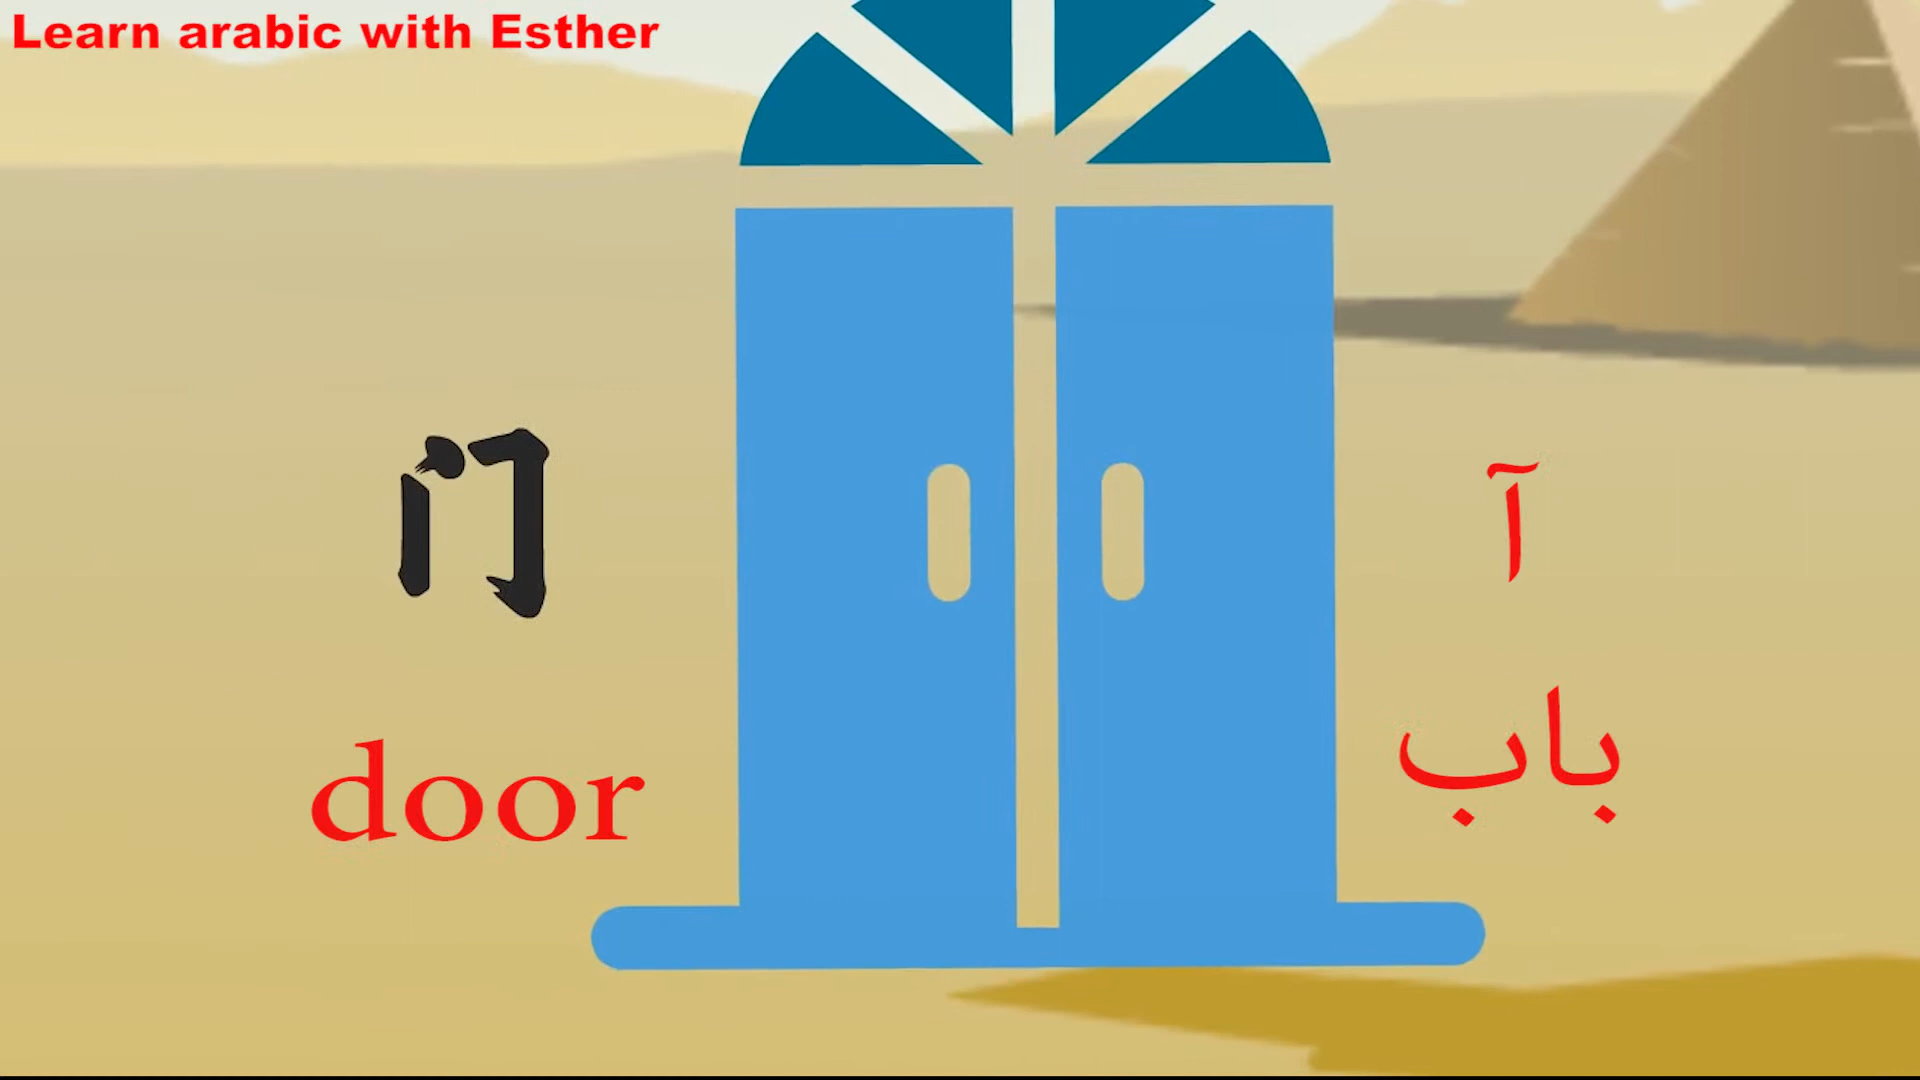 Learn arabic with Esther
门
door
آ
باب